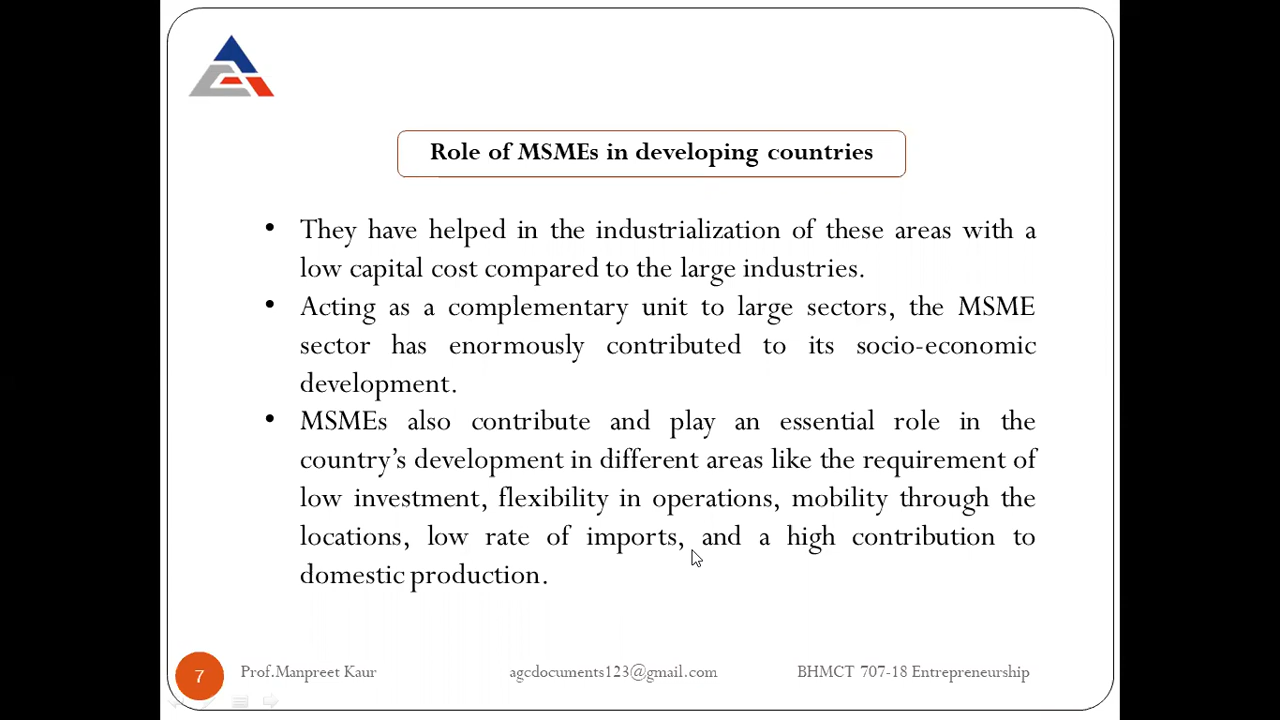 Role of MSMEs in developing countries
• They have helped in the industrialization of these areas with a
low capital cost compared to the large industries.
• Acting as a complementary unit to large sectors, the MSME
sector has enormously contributed to its socio-economic
development.
• MSMEs also contribute and play an essential role in the
country’s development in different areas like the requirement of
low investment, flexibility in operations, mobility through the
locations, low rate of imports, and a high contribution to
domestic production.
7 Prof.Manpreet Kaur agcdocuments123@gmail.com BHMCT 707-18 Entrepreneurship